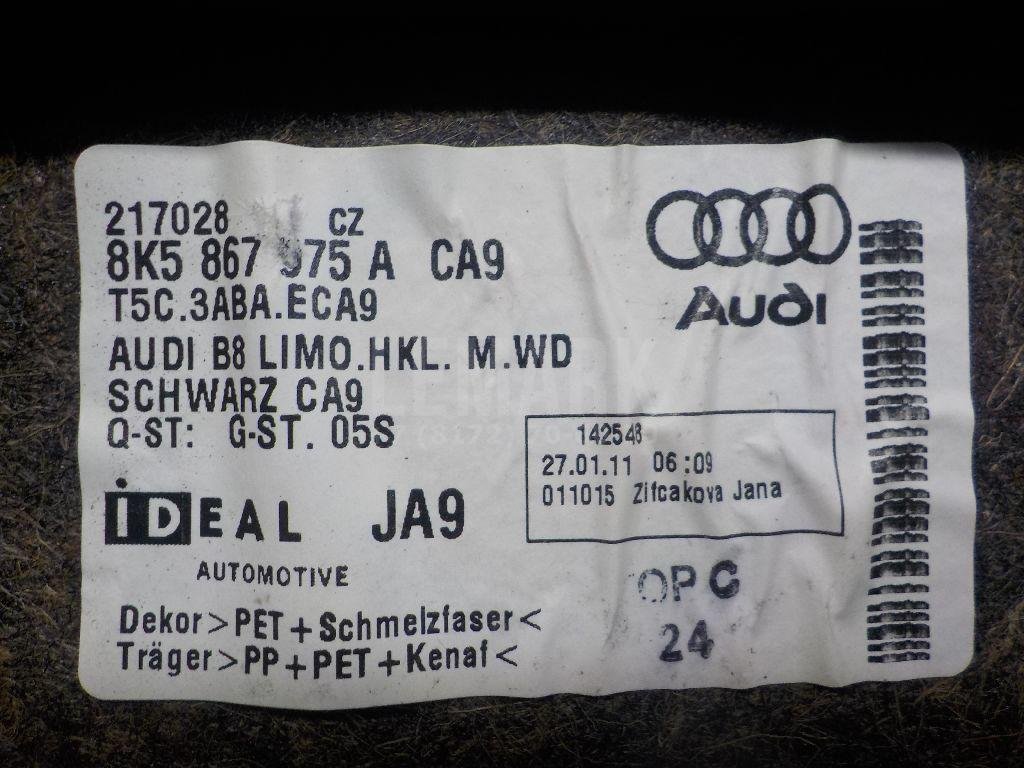 217028 CZ
8K5 867 975 A CA9
T5C.3ABA.ECA9
AUDI B8 LIMO.HKL. M.WD
SCHWARZ CA9
Q-ST: G-ST. 05S
Audi
142548
27.01.11 06:09
011015 Zifcakova Jana
iDEAL JA9
AUTOMOTIVE
OPC
24
Dekor>PET+Schmelzfaser<
Träger>PP+PET+Kenaf<